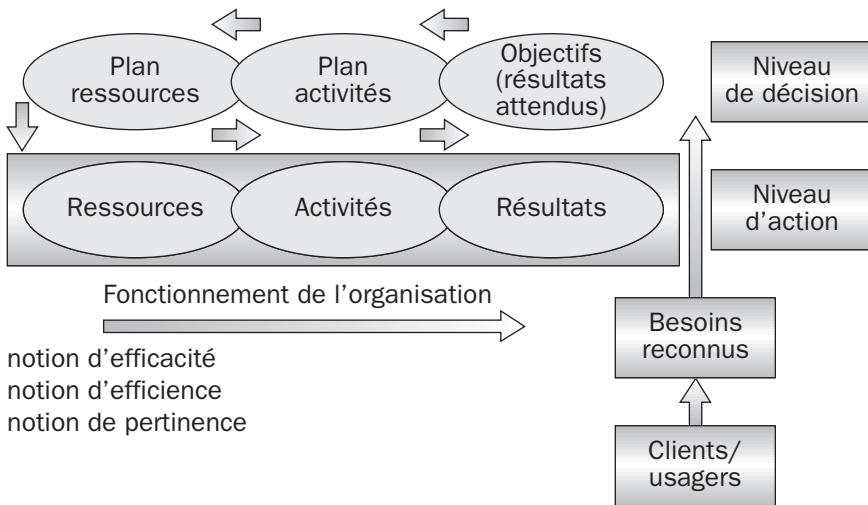 Plan
ressources
Plan
activités
Objectifs
(résultats
attendus)
Niveau
de décision
Ressources
Activités
Résultats
Niveau
d’action
Fonctionnement de l’organisation
Besoins
reconnus
notion d’efficacité
notion d’efficience
notion de pertinence
Clients/
usagers